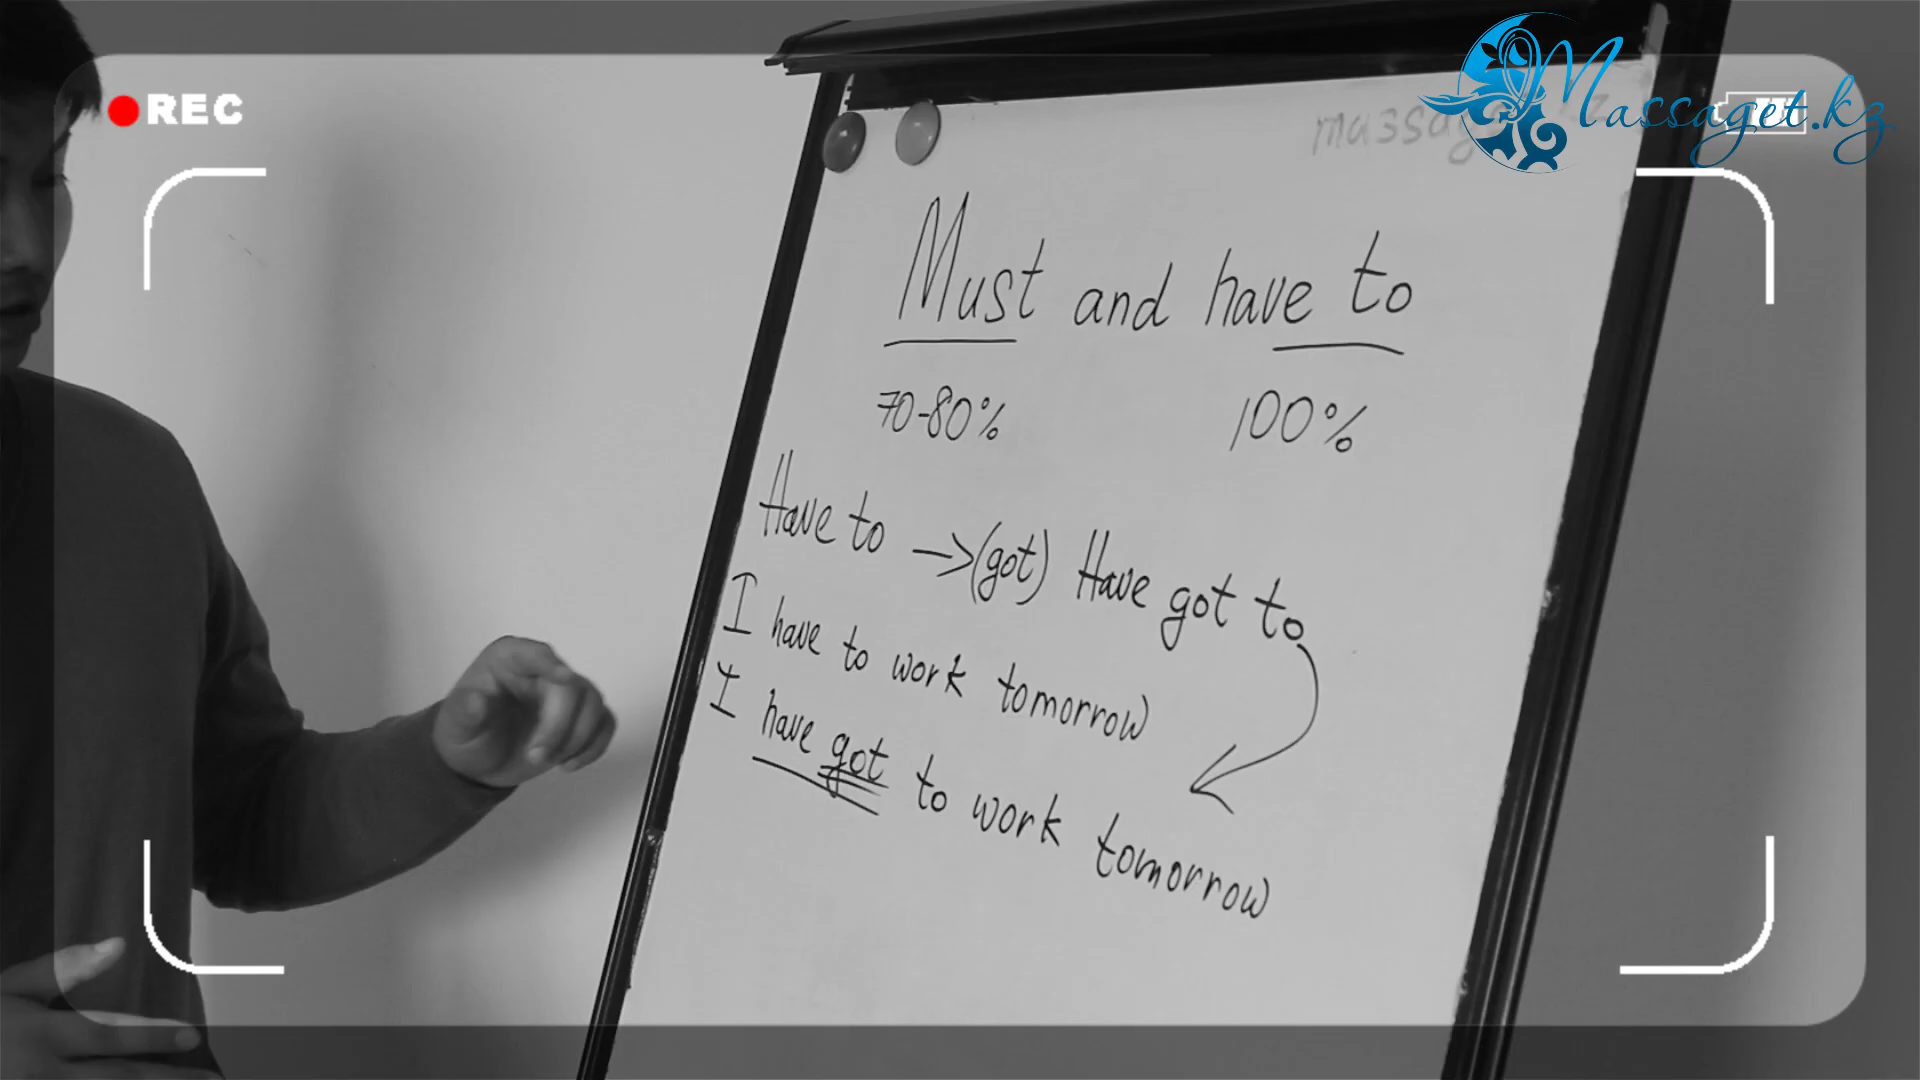 REC
Massaget.kz
Must and have to
70-80% 100%
Have to –>(got) Have got to
I have to work tomorrow
I have got to work tomorrow